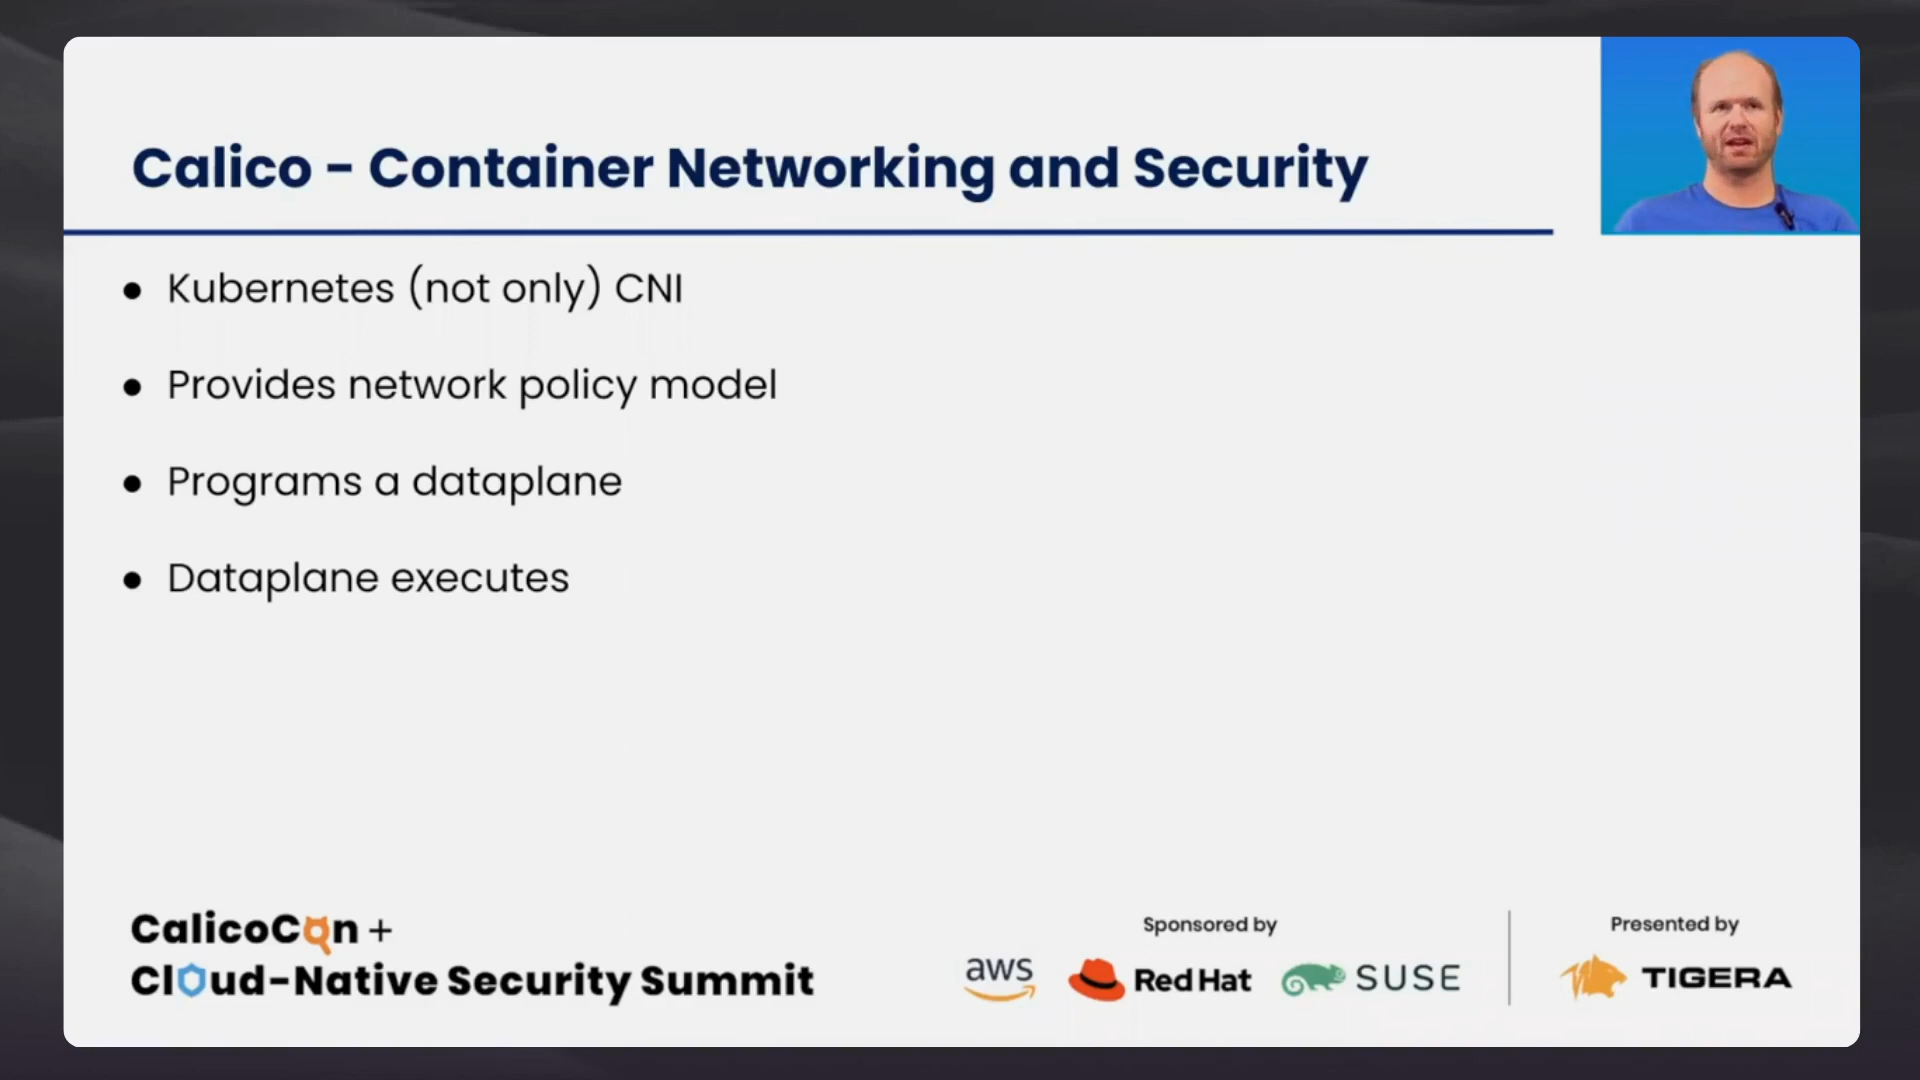 Calico - Container Networking and Security
● Kubernetes (not only) CNI
● Provides network policy model
● Programs a dataplane
● Dataplane executes
CalicoCon +
Cloud-Native Security Summit
Sponsored by
aws
Red Hat
SUSE
Presented by
TIGERA